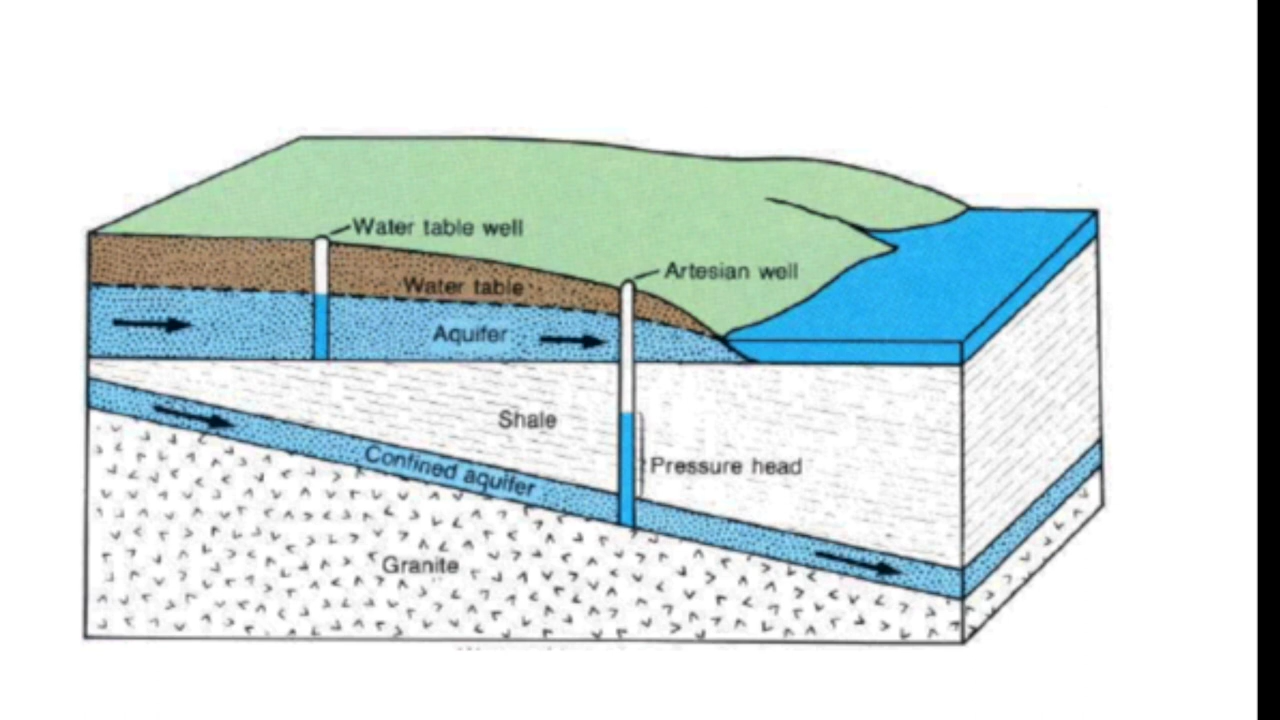 Water table well
Artesian well
Water table
Aquifer
Shale
Pressure head
Confined aquifer
Granite